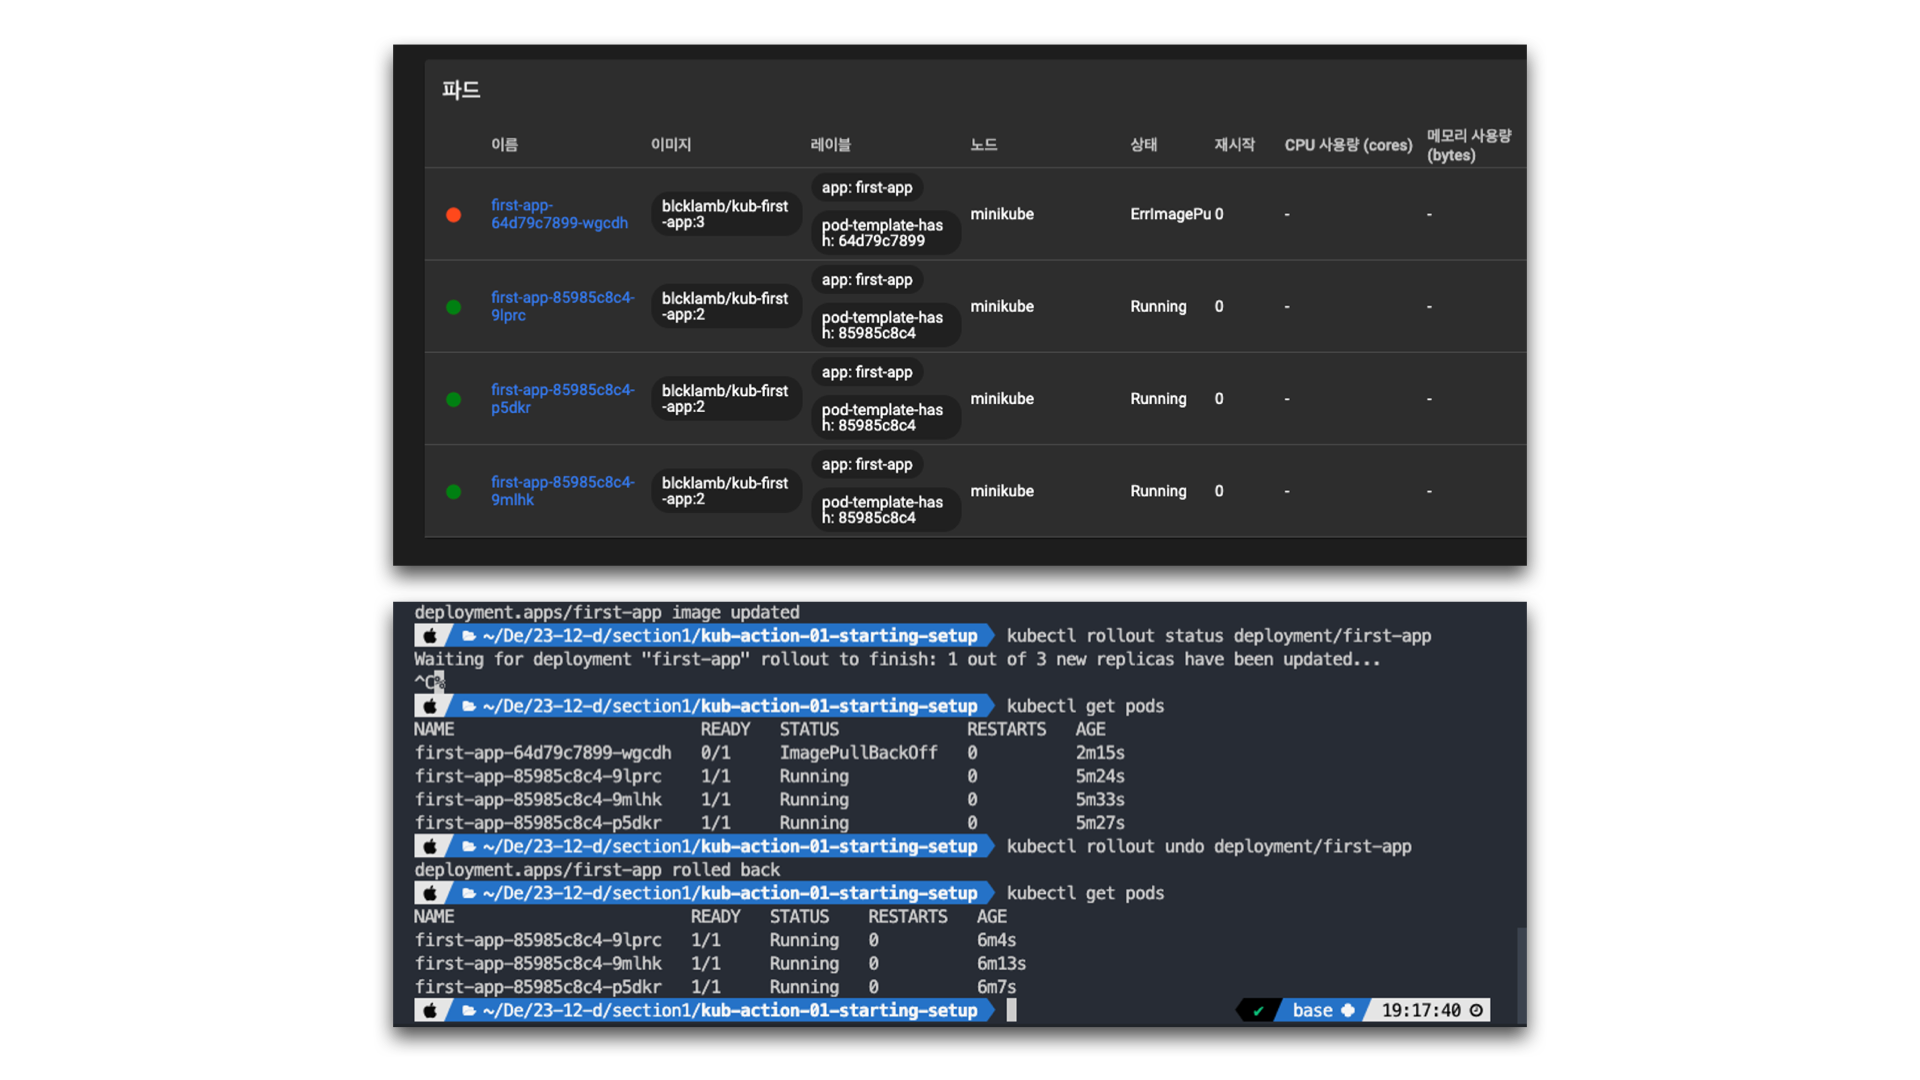 파드
이름 이미지 레이블 노드 상태 재시작 CPU 사용량 (cores) 메모리 사용량
(bytes)
first-app-
64d79c7899-wgcdh
blcklamb/kub-first
-app:3
app: first-app
pod-template-has
h: 64d79c7899
minikube
ErrImagePu 0 - -
first-app-85985c8c4-
9lprc
blcklamb/kub-first
-app:2
app: first-app
pod-template-has
h: 85985c8c4
minikube
Running 0 - -
first-app-85985c8c4-
p5dkr
blcklamb/kub-first
-app:2
app: first-app
pod-template-has
h: 85985c8c4
minikube
Running 0 - -
first-app-85985c8c4-
9mlhk
blcklamb/kub-first
-app:2
app: first-app
pod-template-has
h: 85985c8c4
minikube
Running 0 - -
deployment.apps/first-app image updated
~/De/23-12-d/section1/kub-action-01-starting-setup kubectl rollout status deployment/first-app
Waiting for deployment "first-app" rollout to finish: 1 out of 3 new replicas have been updated...
^C%
~/De/23-12-d/section1/kub-action-01-starting-setup kubectl get pods
NAME READY STATUS RESTARTS AGE
first-app-64d79c7899-wgcdh 0/1 ImagePullBackOff 0 2m15s
first-app-85985c8c4-9lprc 1/1 Running 0 5m24s
first-app-85985c8c4-9mlhk 1/1 Running 0 5m33s
first-app-85985c8c4-p5dkr 1/1 Running 0 5m27s
~/De/23-12-d/section1/kub-action-01-starting-setup kubectl rollout undo deployment/first-app
deployment.apps/first-app rolled back
~/De/23-12-d/section1/kub-action-01-starting-setup kubectl get pods
NAME READY STATUS RESTARTS AGE
first-app-85985c8c4-9lprc 1/1 Running 0 6m4s
first-app-85985c8c4-9mlhk 1/1 Running 0 6m13s
first-app-85985c8c4-p5dkr 1/1 Running 0 6m7s
~/De/23-12-d/section1/kub-action-01-starting-setup ✔ base 19:17:40